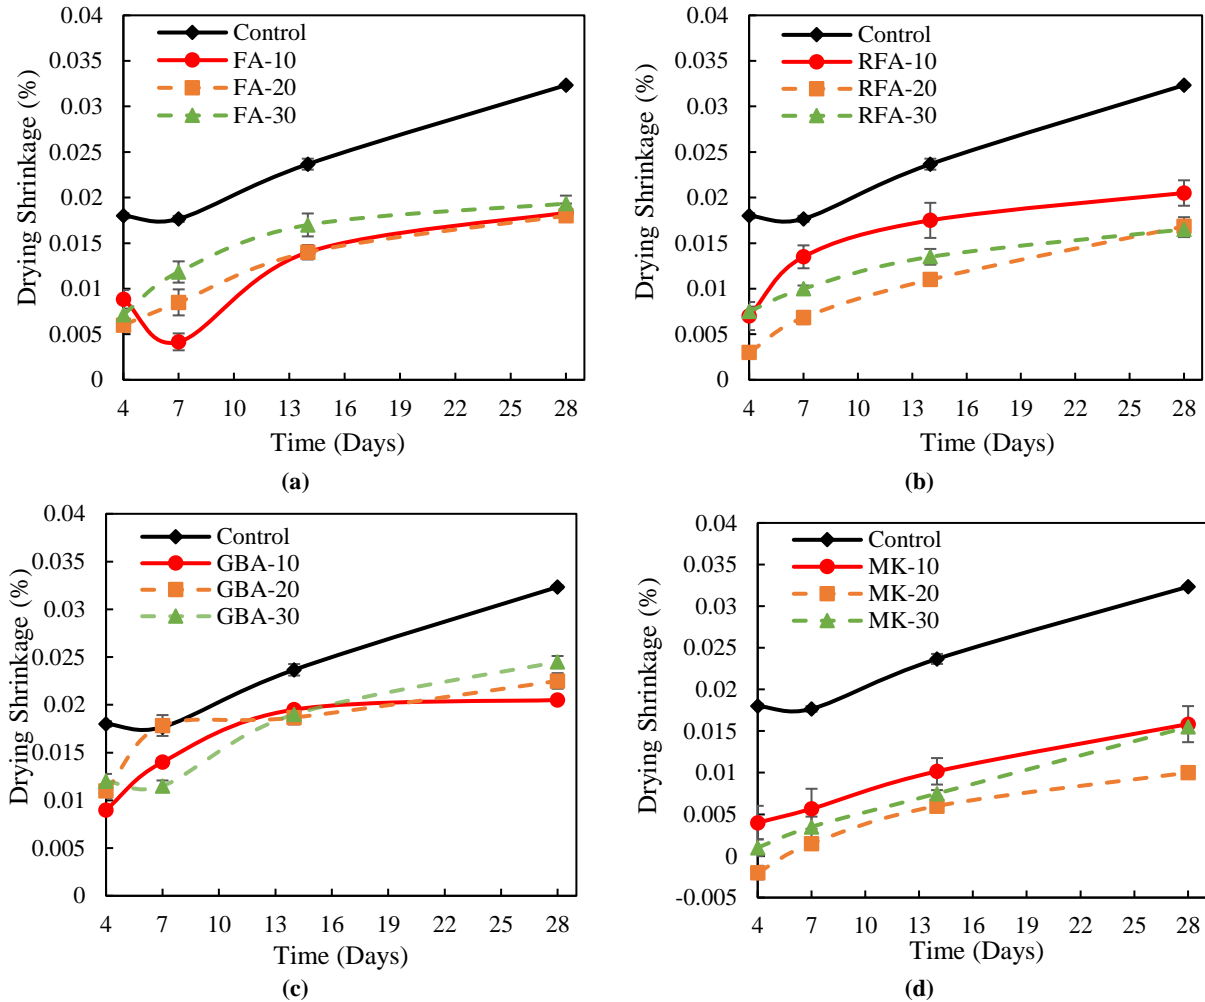 0.04
0.035
0.03
0.025
0.02
0.015
0.01
0.005
0
Drying Shrinkage (%)
Control
FA-10
FA-20
FA-30
4 7 10 13 16 19 22 25 28
Time (Days)
(a)
0.04
0.035
0.03
0.025
0.02
0.015
0.01
0.005
0
Drying Shrinkage (%)
Control
RFA-10
RFA-20
RFA-30
4 7 10 13 16 19 22 25 28
Time (Days)
(b)
0.04
0.035
0.03
0.025
0.02
0.015
0.01
0.005
0
Drying Shrinkage (%)
Control
GBA-10
GBA-20
GBA-30
4 7 10 13 16 19 22 25 28
Time (Days)
(c)
0.04
0.035
0.03
0.025
0.02
0.015
0.01
0.005
0
-0.005
Drying Shrinkage (%)
Control
MK-10
MK-20
MK-30
4 7 10 13 16 19 22 25 28
Time (Days)
(d)